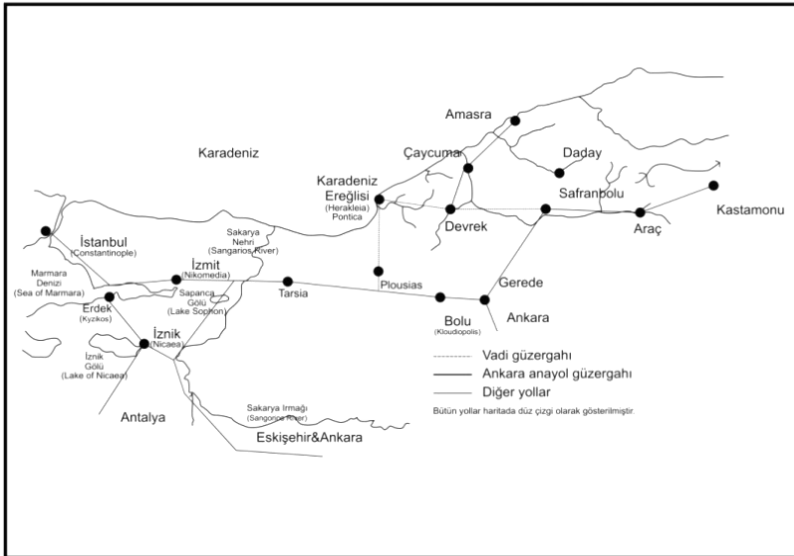 Amasra
Karadeniz
Çaycuma
Daday
Karadeniz
Ereğlisi
(Herakleia)
Pontica
Safranbolu
Kastamonu
Devrek
Araç
İstanbul
(Constantinople)
Sakarya
Nehri
(Sangarios River)
Marmara
Denizi
(Sea of Marmara)
İzmit
(Nikomedia)
Sapanca
Gölü
(Lake Sophon)
Tarsia
Plousias
Gerede
Erdek
(Kyzikos)
Bolu
(Kloudiopolis)
Ankara
İznik
(Nicaea)
İznik
Gölü
(Lake of Nicaea)
Vadi güzergahı
Ankara anayol güzergahı
Diğer yollar
Bütün yollar haritada düz çizgi olarak gösterilmiştir.
Antalya
Sakarya Irmağı
(Sangonos River)
Eskişehir&Ankara